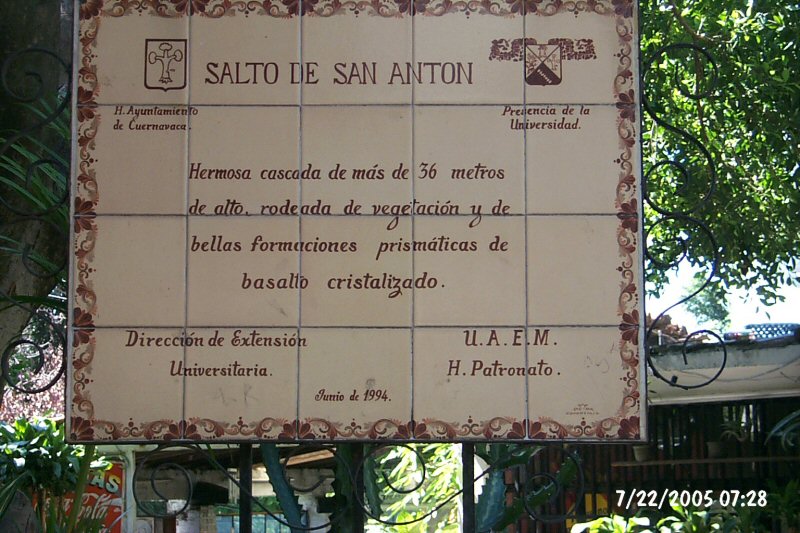 SALTO DE SAN ANTON
H. Ayuntamiento
de Cuernavaca.
Presencia de la
Universidad.
Hermosa cascada de más de 36 metros
de alto, rodeada de vegetación y de
bellas formaciones prismáticas de
basalto cristalizado.
Dirección de Extensión
Universitaria.
U.A.E.M.
H. Patronato.
Junio de 1994.
7/22/2005 07:28